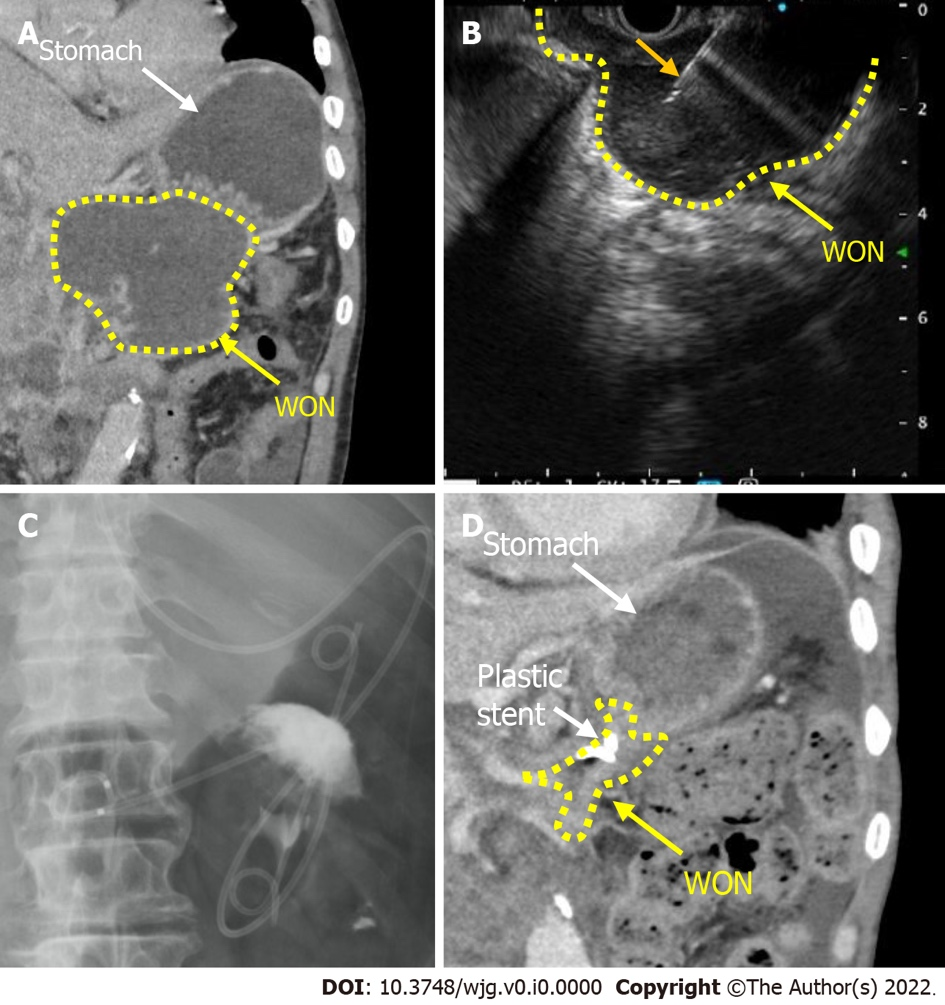 A
Stomach
WON
B
0
2
WON
4
6
8
C
D
Stomach
Plastic
stent
WON
DOI: 10.3748/wjg.v0.i0.0000 Copyright ©The Author(s) 2022.